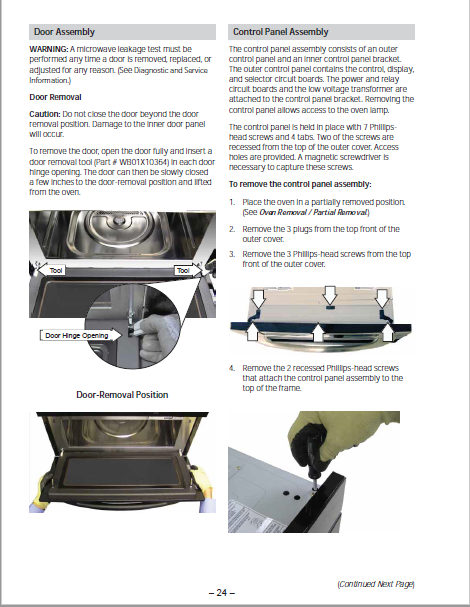 Door Assembly
WARNING: A microwave leakage test must be
performed any time a door is removed, replaced, or
adjusted for any reason. (See Diagnostic and Service
Information.)
Door Removal
Caution: Do not close the door beyond the door
removal position. Damage to the inner door panel
will occur.
To remove the door, open the door fully and insert a
door removal tool (Part # WB01X10364) in each door
hinge opening. The door can then be slowly closed
a few inches to the door-removal position and lifted
from the oven.
Tool
Tool
Door Hinge Opening
Door-Removal Position
Control Panel Assembly
The control panel assembly consists of an outer
control panel and an inner control panel bracket.
The outer control panel contains the control, display,
and selector circuit boards. The power and relay
circuit boards and the low voltage transformer are
attached to the control panel bracket. Removing the
control panel allows access to the oven lamp.
The control panel is held in place with 7 Phillips-
head screws and 4 tabs. Two of the screws are
recessed from the top of the outer cover. Access
holes are provided. A magnetic screwdriver is
necessary to capture these screws.
To remove the control panel assembly:
1. Place the oven in a partially removed position.
(See Oven Removal / Partial Removal)
2. Remove the 3 plugs from the top front of the
outer cover.
3. Remove the 3 Phillips-head screws from the top
front of the outer cover.
4. Remove the 2 recessed Phillips-head screws
that attach the control panel assembly to the
top of the frame.
(Continued Next Page)
– 24 –